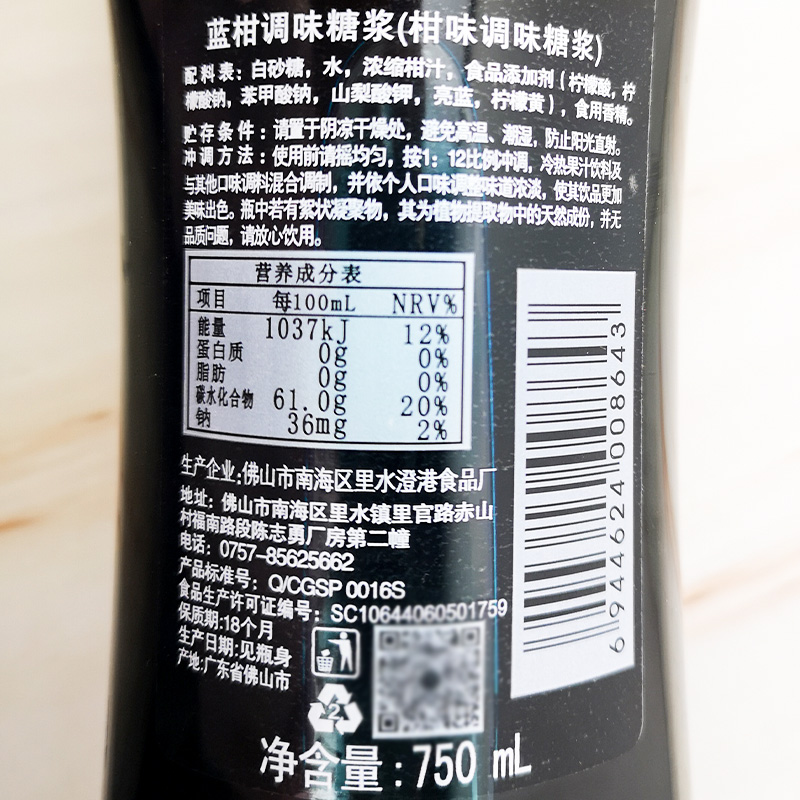 蓝柑调味糖浆(柑味调味糖浆)
配料表：白砂糖，水，浓缩柑汁，食品添加剂（柠檬酸，柠
檬酸钠，苯甲酸钠，山梨酸钾，亮蓝，柠檬黄），食用香精。
贮存条件：请置于阴凉干燥处，避免高温、潮湿，防止阳光直射。
冲调方法：使用前请摇均匀，按1：12比例冲调，冷热果汁饮料及
与其他口味调料混合调制，并依个人口味调整味道浓淡，使其饮品更加
美味出色。瓶中若有絮状凝聚物，其为植物提取物中的天然成份，并无
品质问题，请放心饮用。
营养成分表
项目 每100mL NRV%
能量 1037kJ 12%
蛋白质 0g 0%
脂肪 0g 0%
碳水化合物 61.0g 20%
钠 36mg 2%
生产企业:佛山市南海区里水澄港食品厂
地址：佛山市南海区里水镇里官路赤山
村福南路段陈志勇厂房第二幢
电话：0757-85625662
产品标准号：Q/CGSP 0016S
食品生产许可证编号：SC10644060501759
保质期:18个月
生产日期:见瓶身
产地:广东省佛山市
2
净含量:750 mL
6944624008643